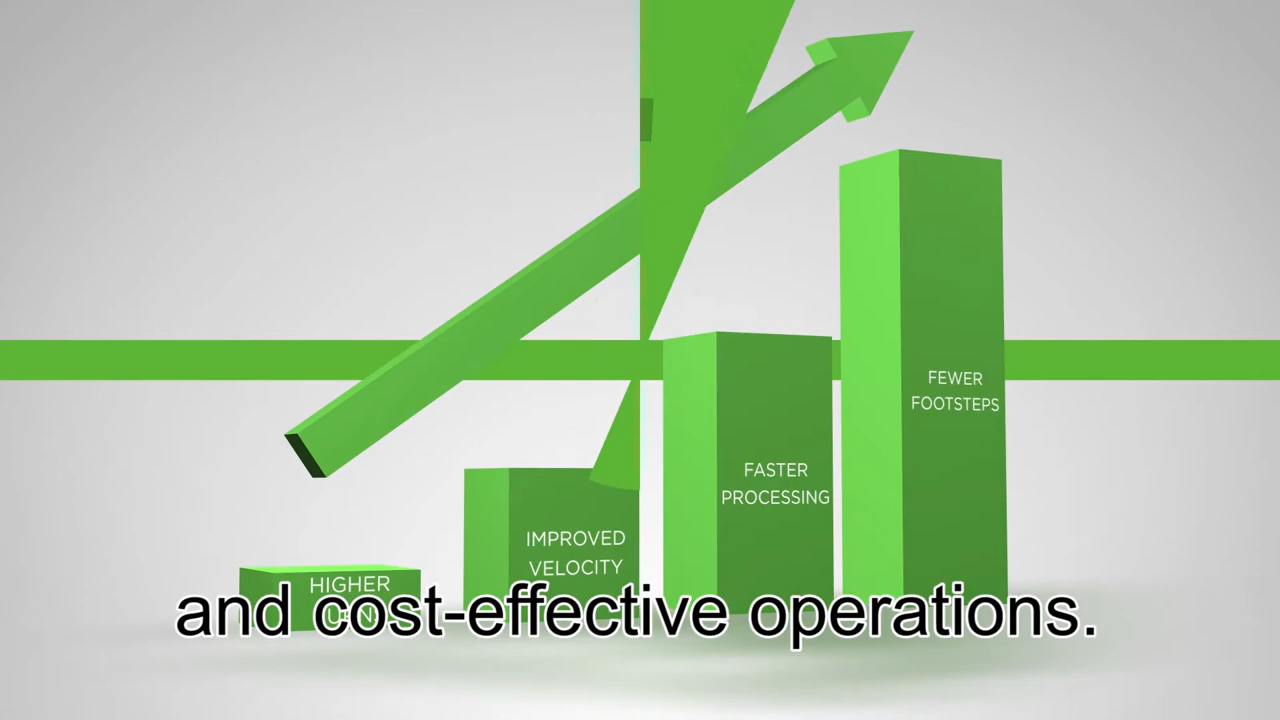 FEWER
FOOTSTEPS
FASTER
PROCESSING
IMPROVED
VELOCITY
HIGHER
and cost-effective operations.